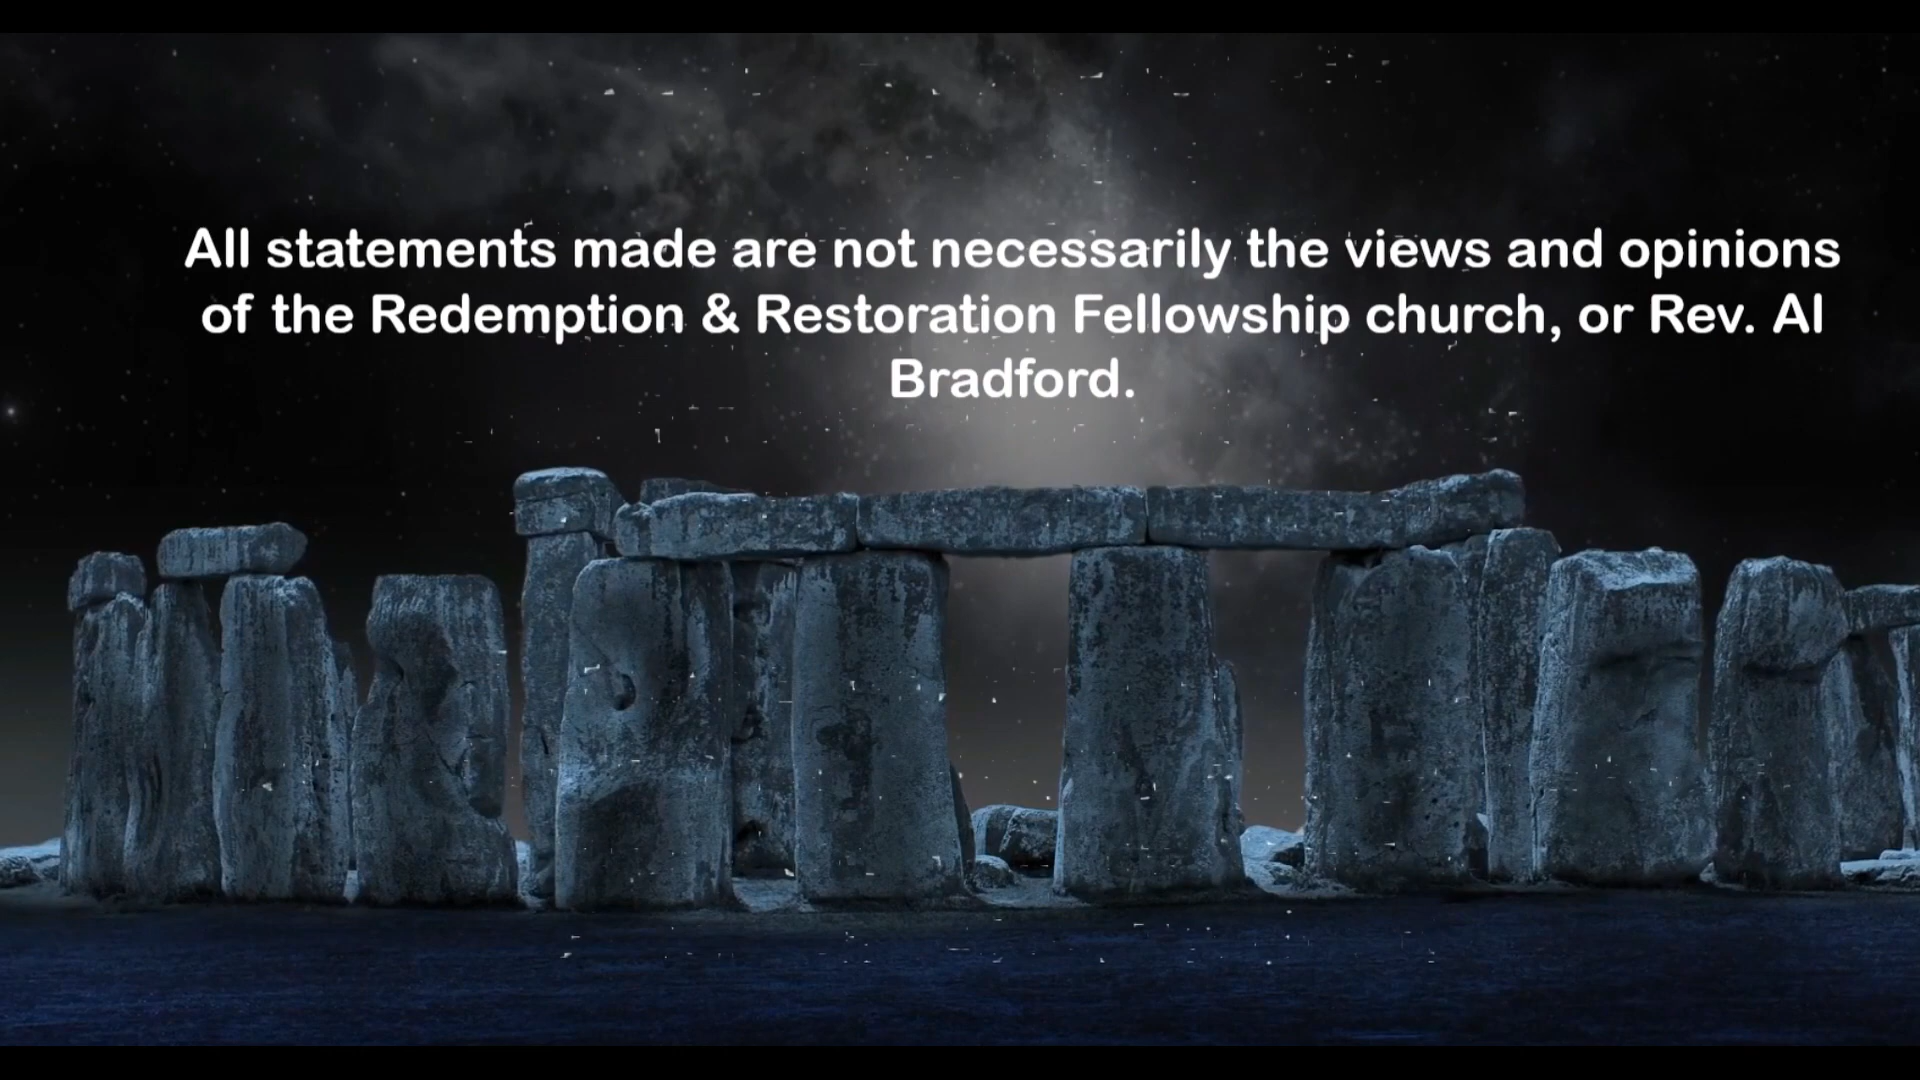 All statements made are not necessarily the views and opinions
of the Redemption & Restoration Fellowship church, or Rev. Al
Bradford.